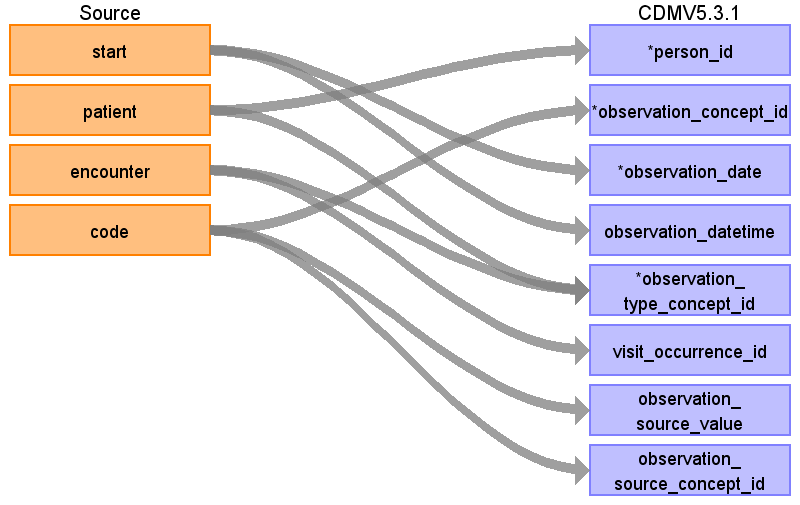 Source
CDMV5.3.1
start
*person_id
patient
*observation_concept_id
encounter
*observation_date
code
observation_datetime
*observation_
type_concept_id
visit_occurrence_id
observation_
source_value
observation_
source_concept_id